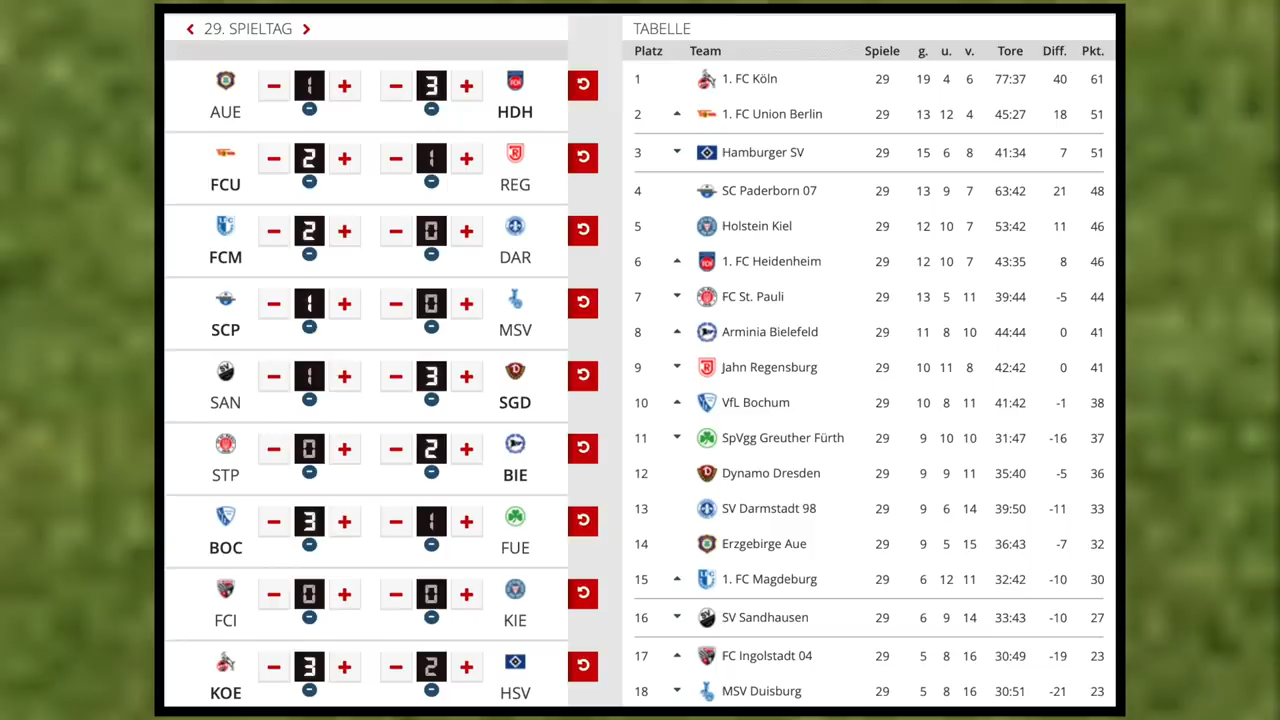 29. SPIELTAG
AUE 1 3 HDH
FCU 2 1 REG
FCM 2 0 DAR
SCP 1 0 MSV
SAN 1 3 SGD
STP 0 2 BIE
BOC 3 1 FUE
FCI 0 0 KIE
KOE 3 2 HSV
TABELLE
Platz Team Spiele g. u. v. Tore Diff. Pkt.
1 1. FC Köln 29 19 4 6 77:37 40 61
2 1. FC Union Berlin 29 13 12 4 45:27 18 51
3 Hamburger SV 29 15 6 8 41:34 7 51
4 SC Paderborn 07 29 13 9 7 63:42 21 48
5 Holstein Kiel 29 12 10 7 53:42 11 46
6 1. FC Heidenheim 29 12 10 7 43:35 8 46
7 FC St. Pauli 29 13 5 11 39:44 -5 44
8 Arminia Bielefeld 29 11 8 10 44:44 0 41
9 Jahn Regensburg 29 10 11 8 42:42 0 41
10 VfL Bochum 29 10 8 11 41:42 -1 38
11 SpVgg Greuther Fürth 29 9 10 10 31:47 -16 37
12 Dynamo Dresden 29 9 9 11 35:40 -5 36
13 SV Darmstadt 98 29 9 6 14 39:50 -11 33
14 Erzgebirge Aue 29 9 5 15 36:43 -7 32
15 1. FC Magdeburg 29 6 12 11 32:42 -10 30
16 SV Sandhausen 29 6 9 14 33:43 -10 27
17 FC Ingolstadt 04 29 5 8 16 30:49 -19 23
18 MSV Duisburg 29 5 8 16 30:51 -21 23